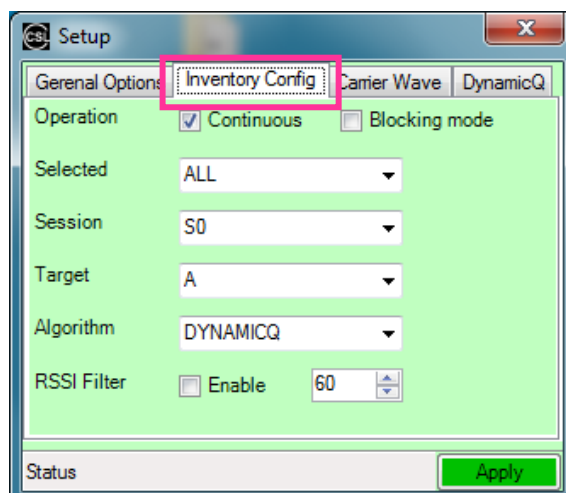 CSL Setup
X
Gerenal Options Inventory Config Carrier Wave DynamicQ
Operation Continuous Blocking mode
Selected ALL
Session S0
Target A
Algorithm DYNAMICQ
RSSI Filter Enable 60
Status Apply